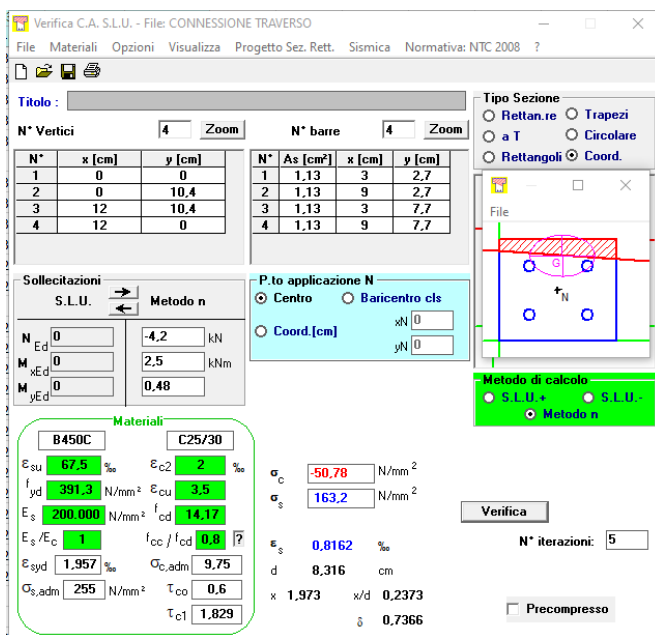 Verifica C.A. S.L.U. - File: CONNESSIONE TRAVERSO
File Materiali Opzioni Visualizza Progetto Sez. Rett. Sismica Normativa: NTC 2008 ?
Titolo :
N* Vertici 4 Zoom N* barre 4 Zoom
N* x [cm] y [cm]
1 0 0
2 0 10,4
3 12 10,4
4 12 0
N* As [cm²] x [cm] y [cm]
1 1,13 3 2,7
2 1,13 9 2,7
3 1,13 3 7,7
4 1,13 9 7,7
Tipo Sezione
Rettan.re Trapezi
a T Circolare
Rettangoli Coord.
File
G
N
Sollecitazioni
S.L.U. Metodo n
N Ed 0 -4,2 kN
M xEd 0 2,5 kNm
M yEd 0 0,48
P.to applicazione N
Centro Baricentro cls
Coord.[cm] xN 0
yN 0
Metodo di calcolo
S.L.U.+ S.L.U.-
Metodo n
Materiali
B450C C25/30
εsu 67,5 ‰ εc2 2 ‰
fyd 391,3 N/mm² εcu 3,5
Es 200.000 N/mm² fcd 14,17
Es/Ec 1 fcc / fcd 0,8 ?
εsyd 1,957 ‰ σc,adm 9,75
σs,adm 255 N/mm² τco 0,6
τc1 1,829
σc -50,78 N/mm²
σs 163,2 N/mm²
εs 0,8162 ‰
d 8,316 cm
x 1,973 x/d 0,2373
δ 0,7366
Verifica
N* iterazioni: 5
Precompresso